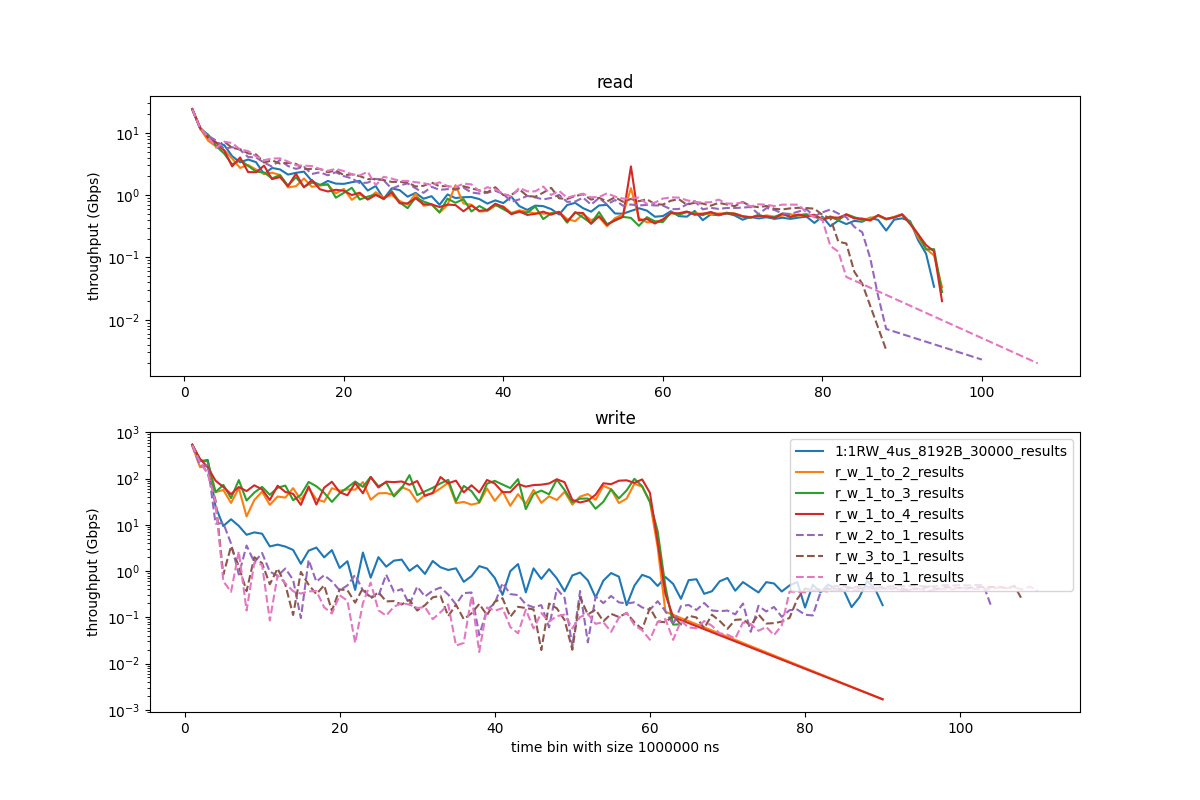 read
throughput (Gbps)
10¹
10⁰
10⁻¹
10⁻²
0 20 40 60 80 100
write
throughput (Gbps)
10³
10²
10¹
10⁰
10⁻¹
10⁻²
10⁻³
1:1RW_4us_8192B_30000_results
r_w_1_to_2_results
r_w_1_to_3_results
r_w_1_to_4_results
r_w_2_to_1_results
r_w_3_to_1_results
r_w_4_to_1_results
0 20 40 60 80 100
time bin with size 1000000 ns